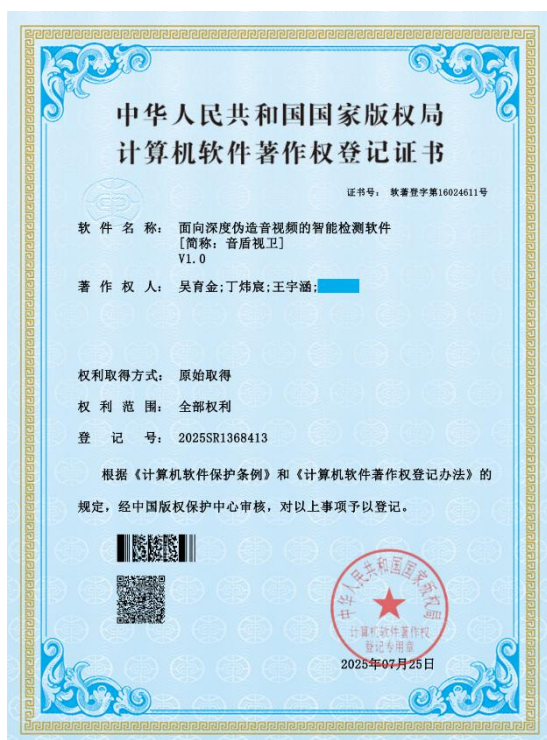 中华人民共和国国家版权局
计算机软件著作权登记证书
证书号： 软著登字第16024611号
软 件 名 称： 面向深度伪造音视频的智能检测软件
[简称：音盾视卫]
V1.0
著 作 权 人： 吴育金;丁炜宸;王宇涵;
权利取得方式： 原始取得
权 利 范 围： 全部权利
登 记 号： 2025SR1368413
根据《计算机软件保护条例》和《计算机软件著作权登记办法》的
规定，经中国版权保护中心审核，对以上事项予以登记。
中华人民共和国国家版权局
计算机软件著作权
登记专用章
2025年07月25日